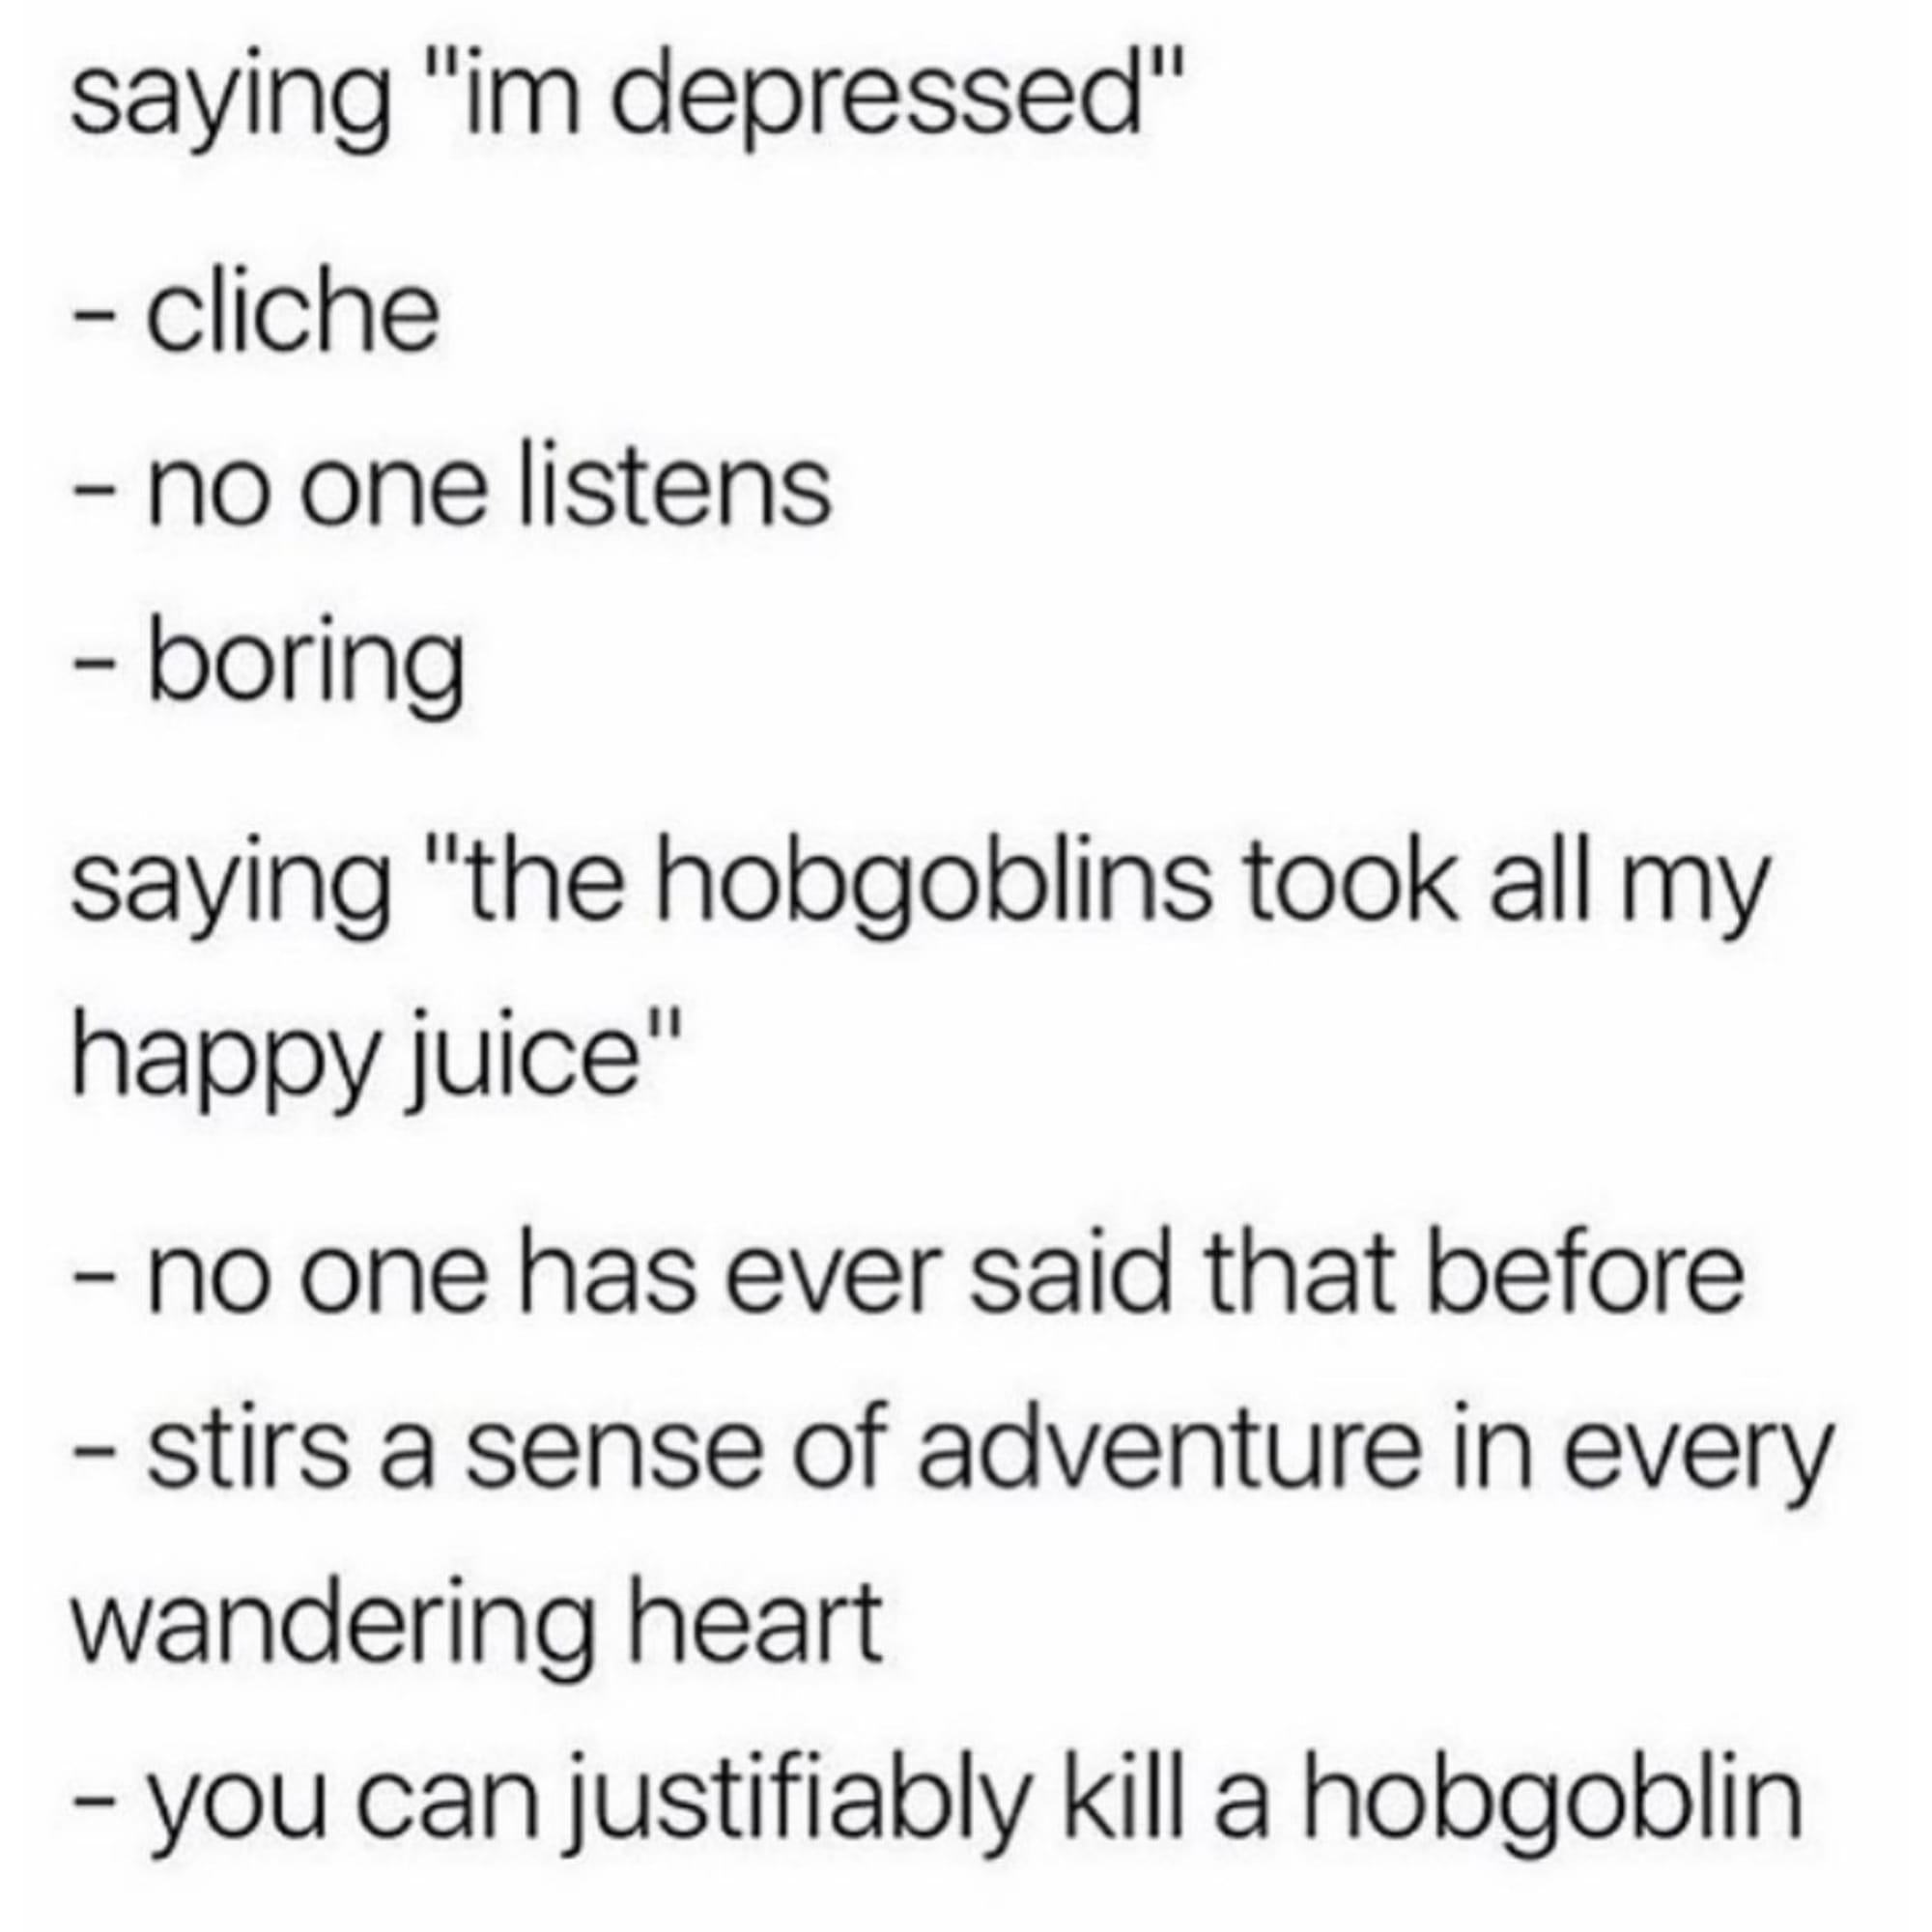 saying "im depressed"
- cliche
- no one listens
- boring
saying "the hobgoblins took all my
happy juice"
- no one has ever said that before
- stirs a sense of adventure in every
wandering heart
- you can justifiably kill a hobgoblin